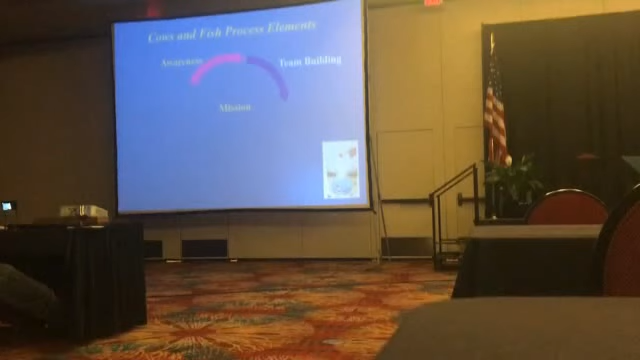 Cows and Fish Process Elements
Awareness
Team Building
Mission